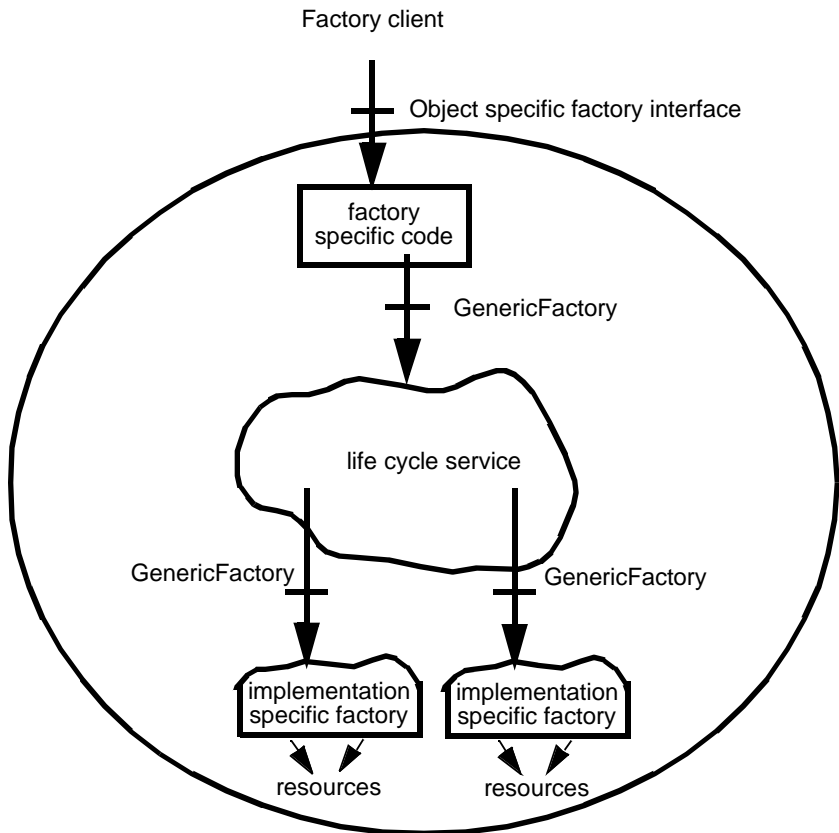 Factory client
Object specific factory interface
factory
specific code
GenericFactory
life cycle service
GenericFactory
GenericFactory
implementation
specific factory
implementation
specific factory
resources
resources